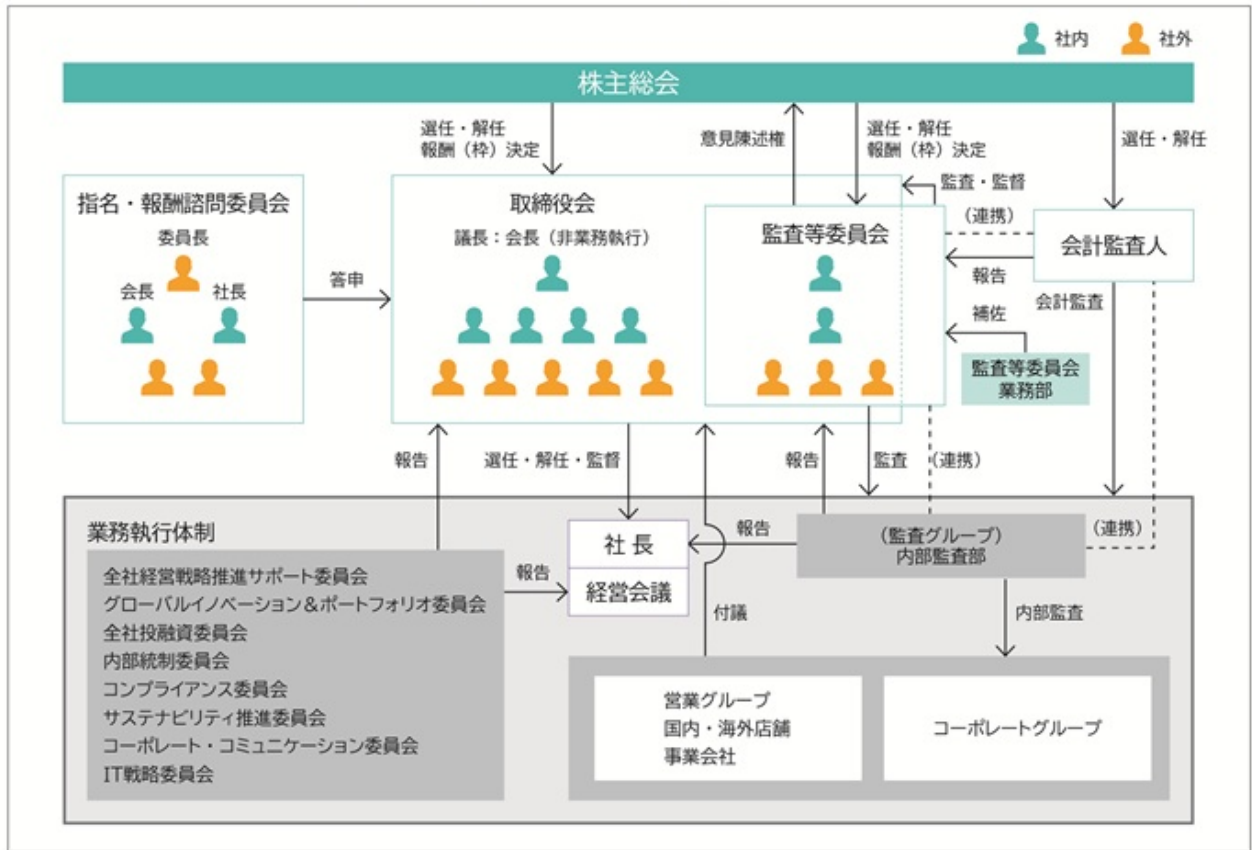 社内
社外
株主総会
選任・解任
報酬（枠）決定
意見陳述権
選任・解任
報酬（枠）決定
選任・解任
指名・報酬諮問委員会
委員長
会長
社長
答申
取締役会
議長：会長（非業務執行）
監査等委員会
監査・監督
（連携）
会計監査人
報告
会計監査
補佐
監査等委員会
業務部
報告
選任・解任・監督
報告
監査
（連携）
業務執行体制
全社経営戦略推進サポート委員会
グローバルイノベーション＆ポートフォリオ委員会
全社投融資委員会
内部統制委員会
コンプライアンス委員会
サステナビリティ推進委員会
コーポレート・コミュニケーション委員会
IT戦略委員会
報告
社 長
経営会議
報告
（監査グループ）
内部監査部
（連携）
付議
内部監査
営業グループ
国内・海外店舗
事業会社
コーポレートグループ